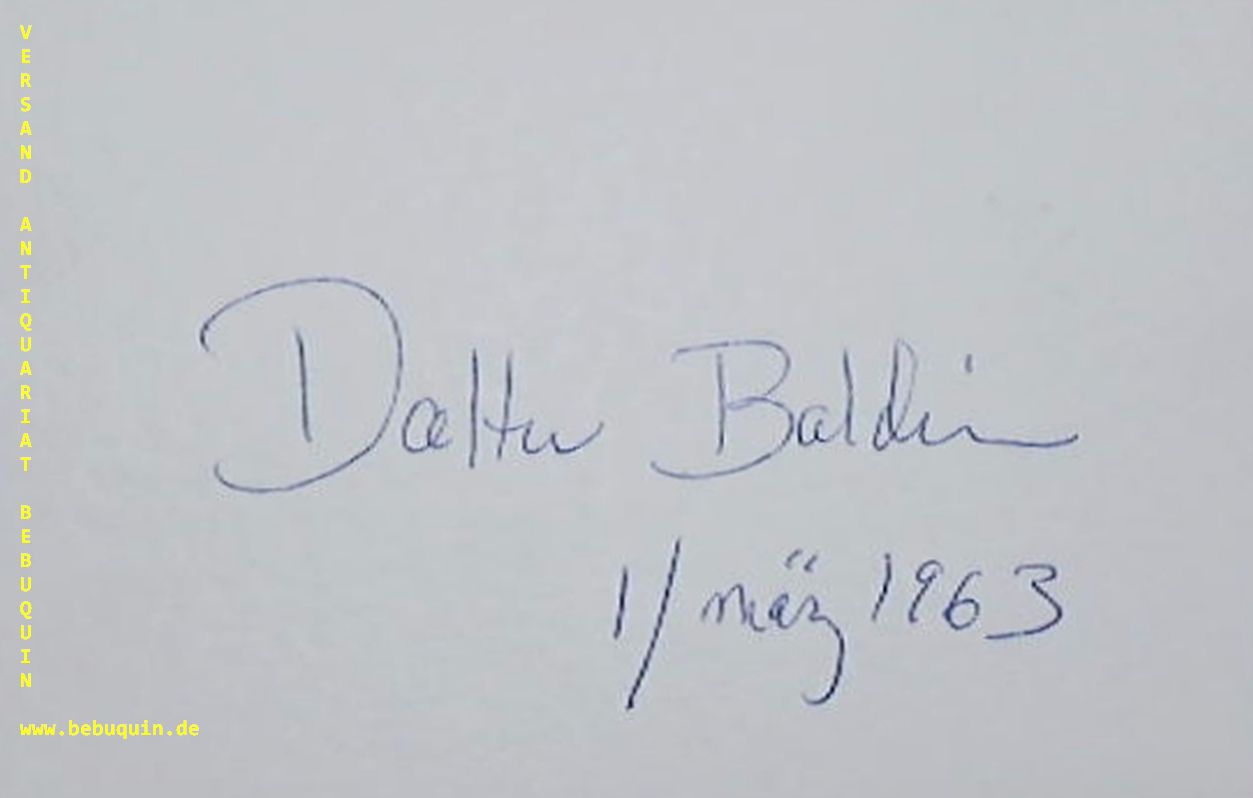 VERSAND ANTIQUARIAT BEBUQUIN
Dalton Baldwin
1/ März 1963
www.bebuquin.de